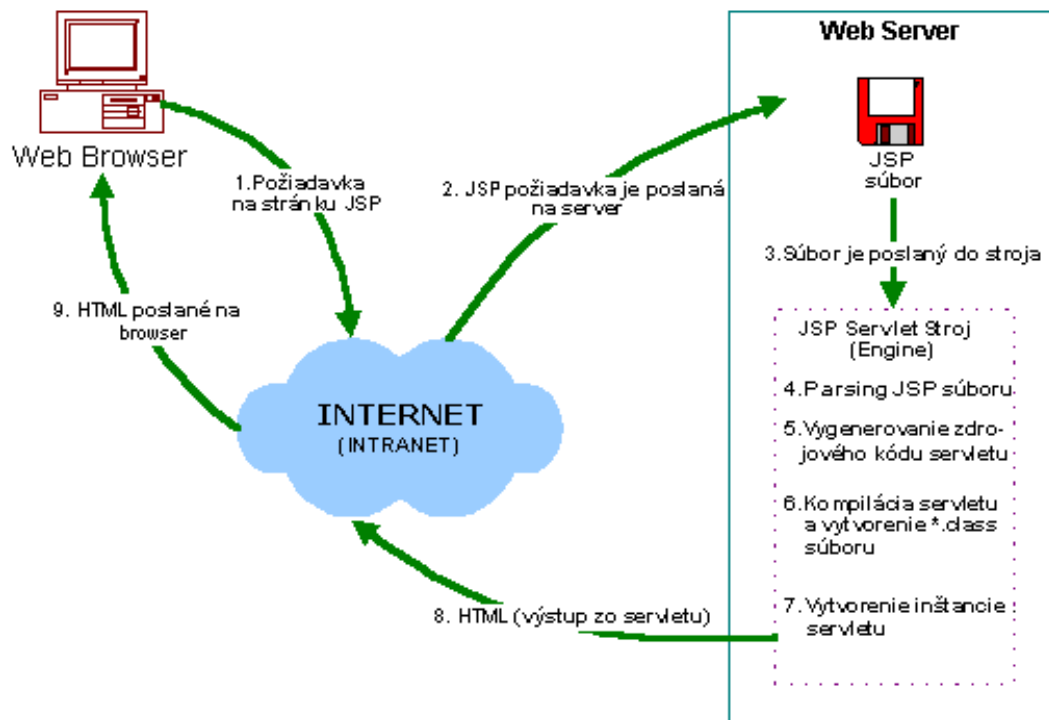 Web Server
Web Browser
JSP
súbor
1.Požiadavka
na stránku JSP
2. JSP požiadavka je poslaná
na server
3.Súbor je poslaný do stroja
9. HTML poslané na
browser
JSP Servlet Stroj
(Engine)
4.Parsing JSP súboru
5.Vygenerovanie zdro-
jového kódu servletu
6.Kompilácia servletu
a vytvorenie *.class
súboru
7.Vytvorenie inštancie
servletu
INTERNET
(INTRANET)
8. HTML (výstup zo servletu)